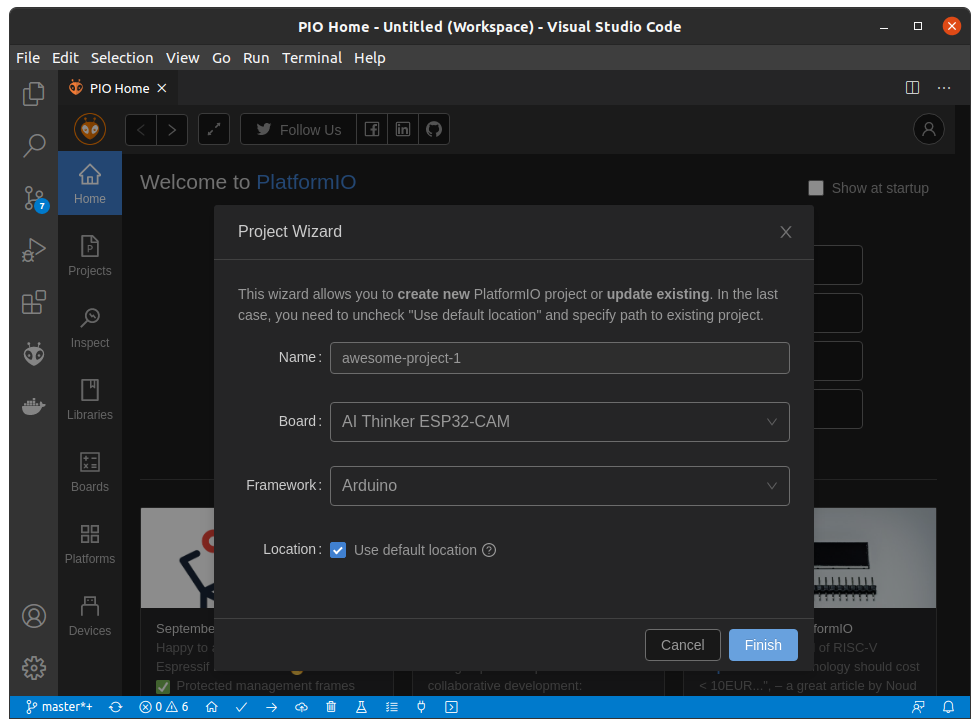 PIO Home - Untitled (Workspace) - Visual Studio Code
File Edit Selection View Go Run Terminal Help
PIO Home
Follow Us
Welcome to PlatformIO
Show at startup
7
Home
Projects
Inspect
Libraries
Boards
Platforms
Devices
Project Wizard
This wizard allows you to create new PlatformIO project or update existing. In the last
case, you need to uncheck "Use default location" and specify path to existing project.
Name: awesome-project-1
Board: AI Thinker ESP32-CAM
Framework: Arduino
Location: Use default location
Cancel Finish
Happy to
Espressif
Protected management frames
collaborative development:
of RISC-V
should cost
< 10EUR...", – a great article by Noud
master*+ 0 6